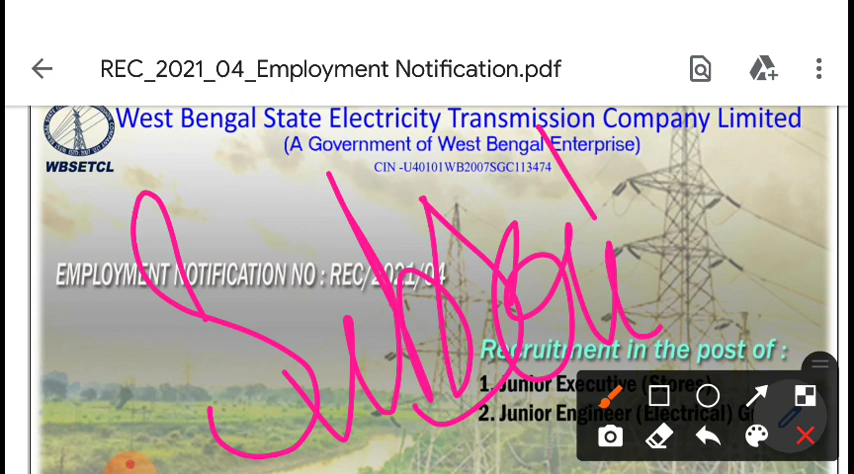 REC_2021_04_Employment Notification.pdf
West Bengal State Electricity Transmission Company Limited
(A Government of West Bengal Enterprise)
CIN -U40101WB2007SGC113474
WBSETCL
EMPLOYMENT NOTIFICATION NO : REC/2021/04
Recruitment in the post of :
1. Junior Executive (Stores)
2. Junior Engineer (Electrical) G